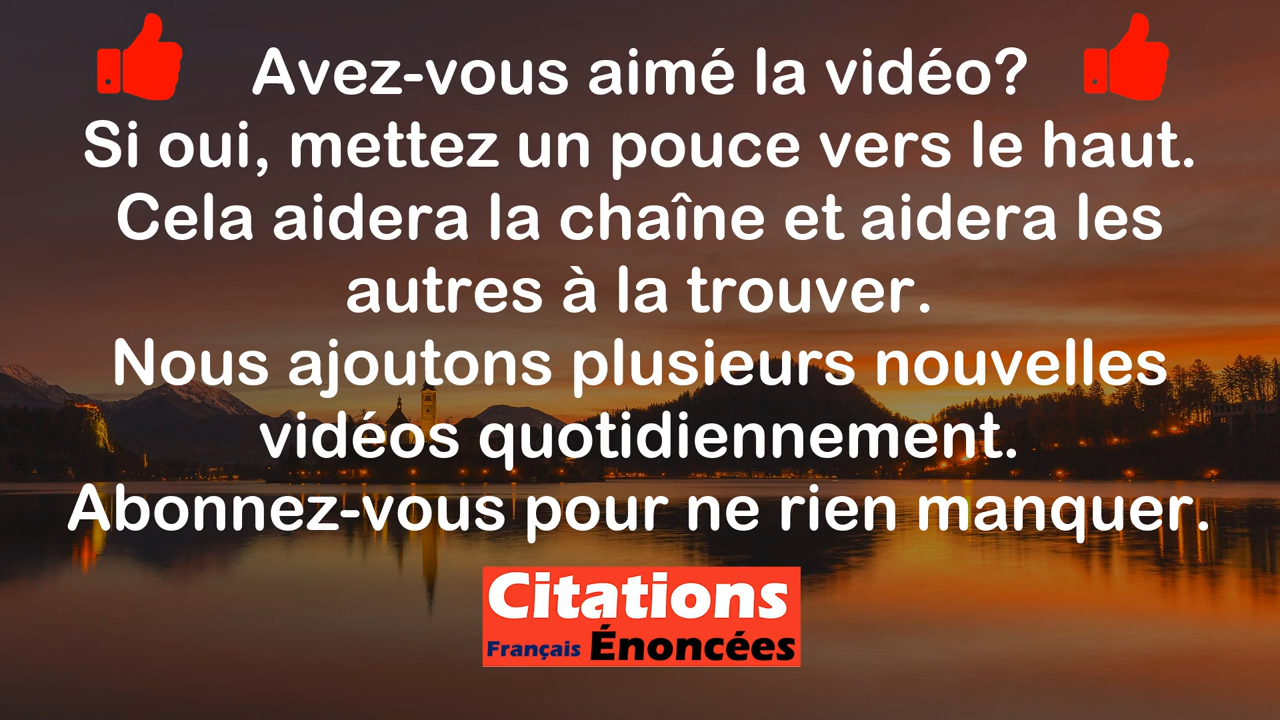 Avez-vous aimé la vidéo?
Si oui, mettez un pouce vers le haut.
Cela aidera la chaîne et aidera les
autres à la trouver.
Nous ajoutons plusieurs nouvelles
vidéos quotidiennement.
Abonnez-vous pour ne rien manquer.
Citations
Français Énoncées